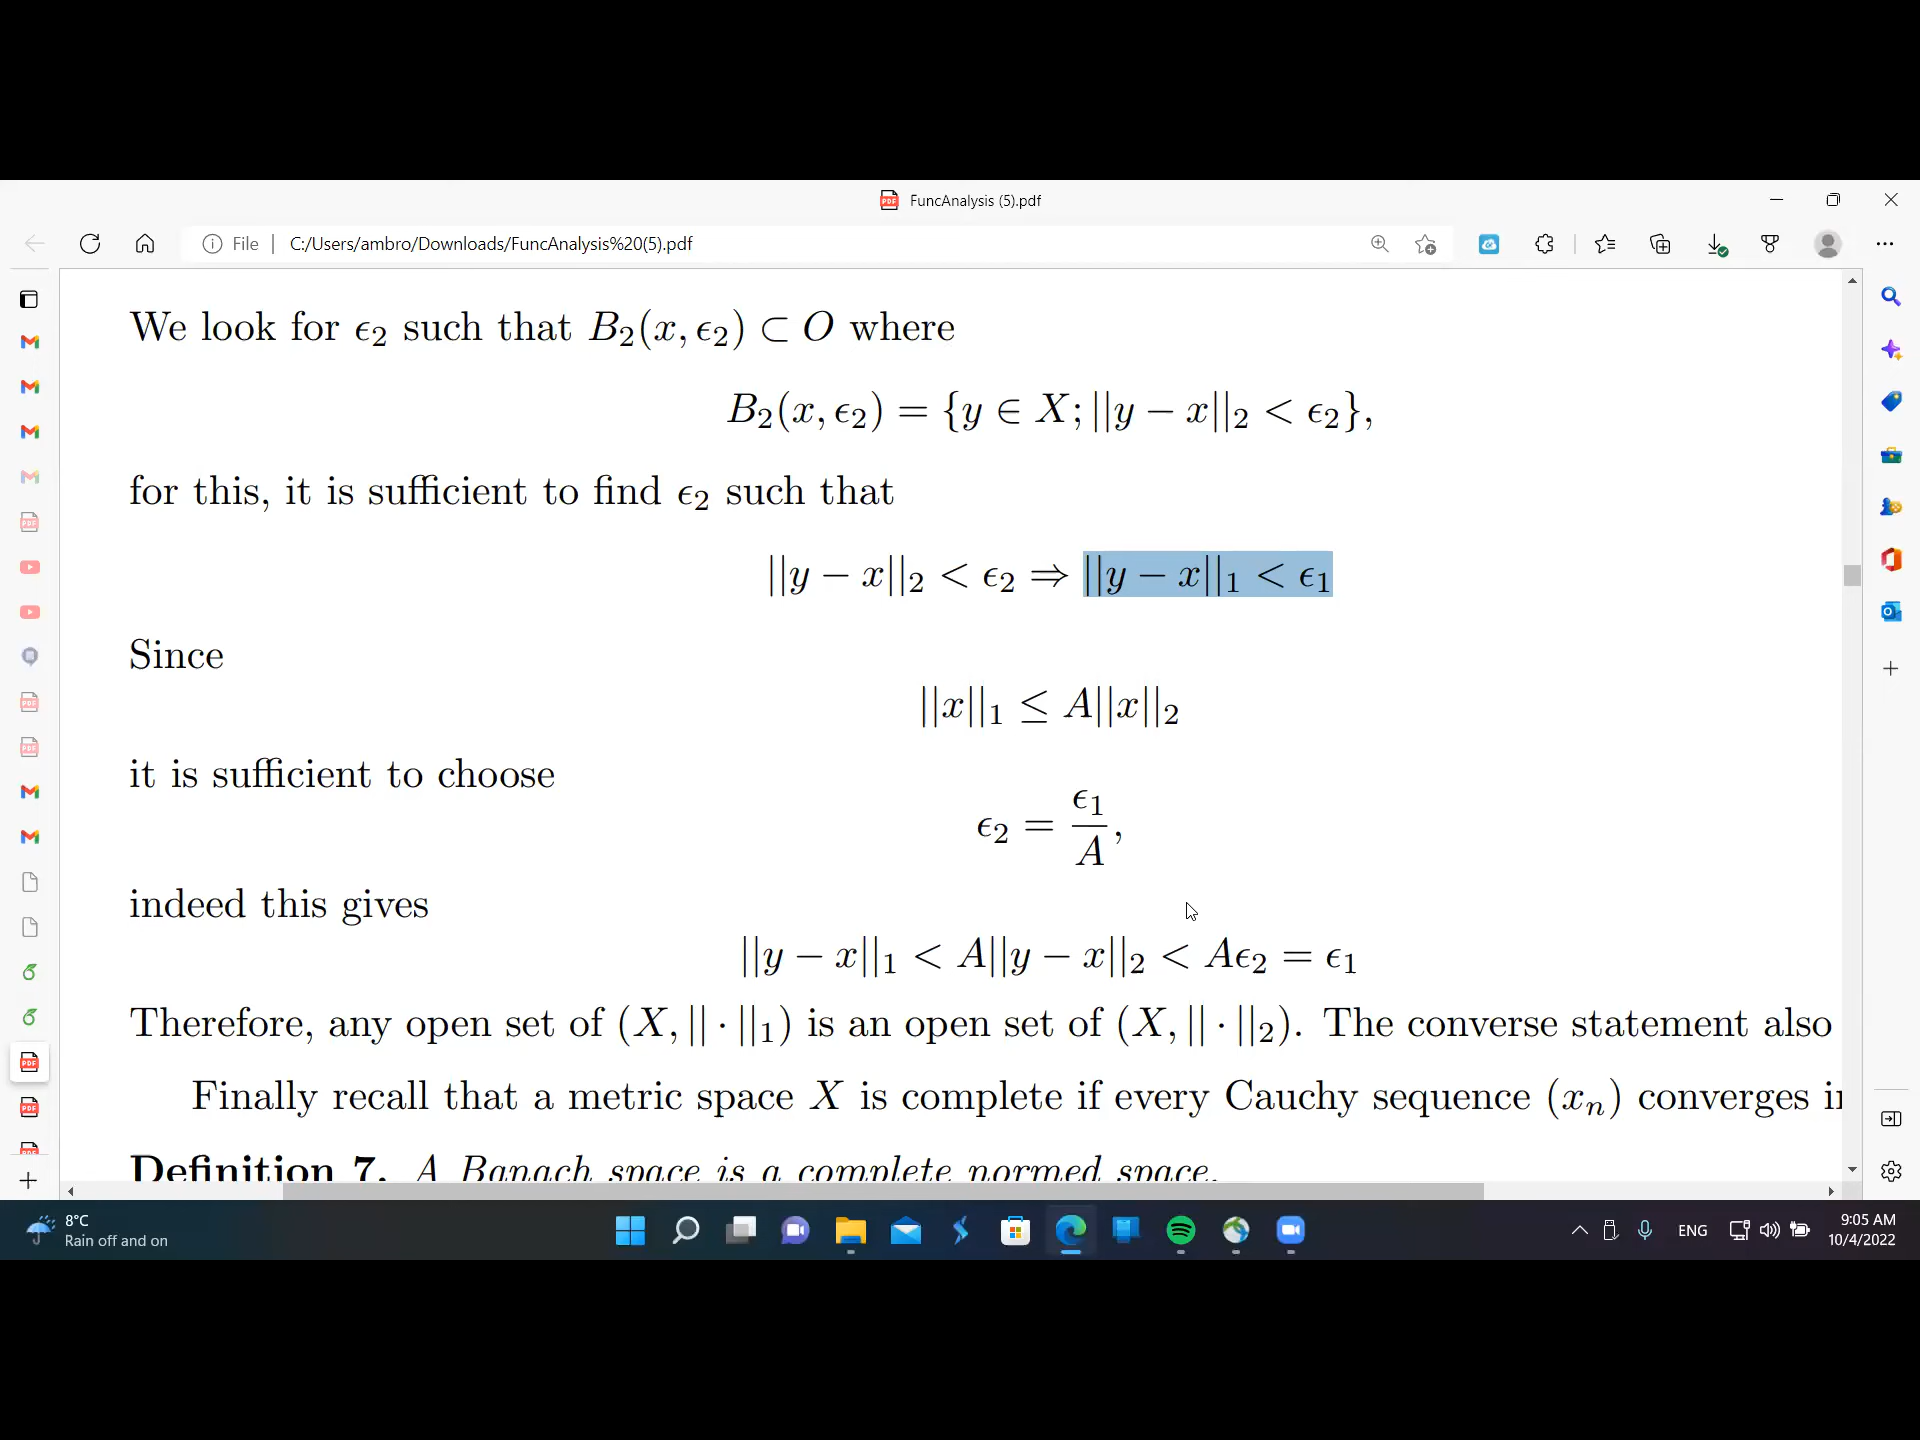 FuncAnalysis (5).pdf
File | C:/Users/ambro/Downloads/FuncAnalysis%20(5).pdf
We look for ϵ₂ such that B₂(x, ϵ₂) ⊂ O where
B₂(x, ϵ₂) = {y ∈ X; ||y − x||₂ < ϵ₂},
for this, it is sufficient to find ϵ₂ such that
||y − x||₂ < ϵ₂ ⇒ ||y − x||₁ < ϵ₁
Since
||x||₁ ≤ A||x||₂
it is sufficient to choose
ϵ₂ = ϵ₁/A,
indeed this gives
||y − x||₁ < A||y − x||₂ < Aϵ₂ = ϵ₁
Therefore, any open set of (X, || · ||₁) is an open set of (X, || · ||₂). The converse statement also
Finally recall that a metric space X is complete if every Cauchy sequence (xₙ) converges
Definition 7. A Banach space is a complete normed space.
8°C
Rain off and on
ENG
9:05 AM
10/4/2022